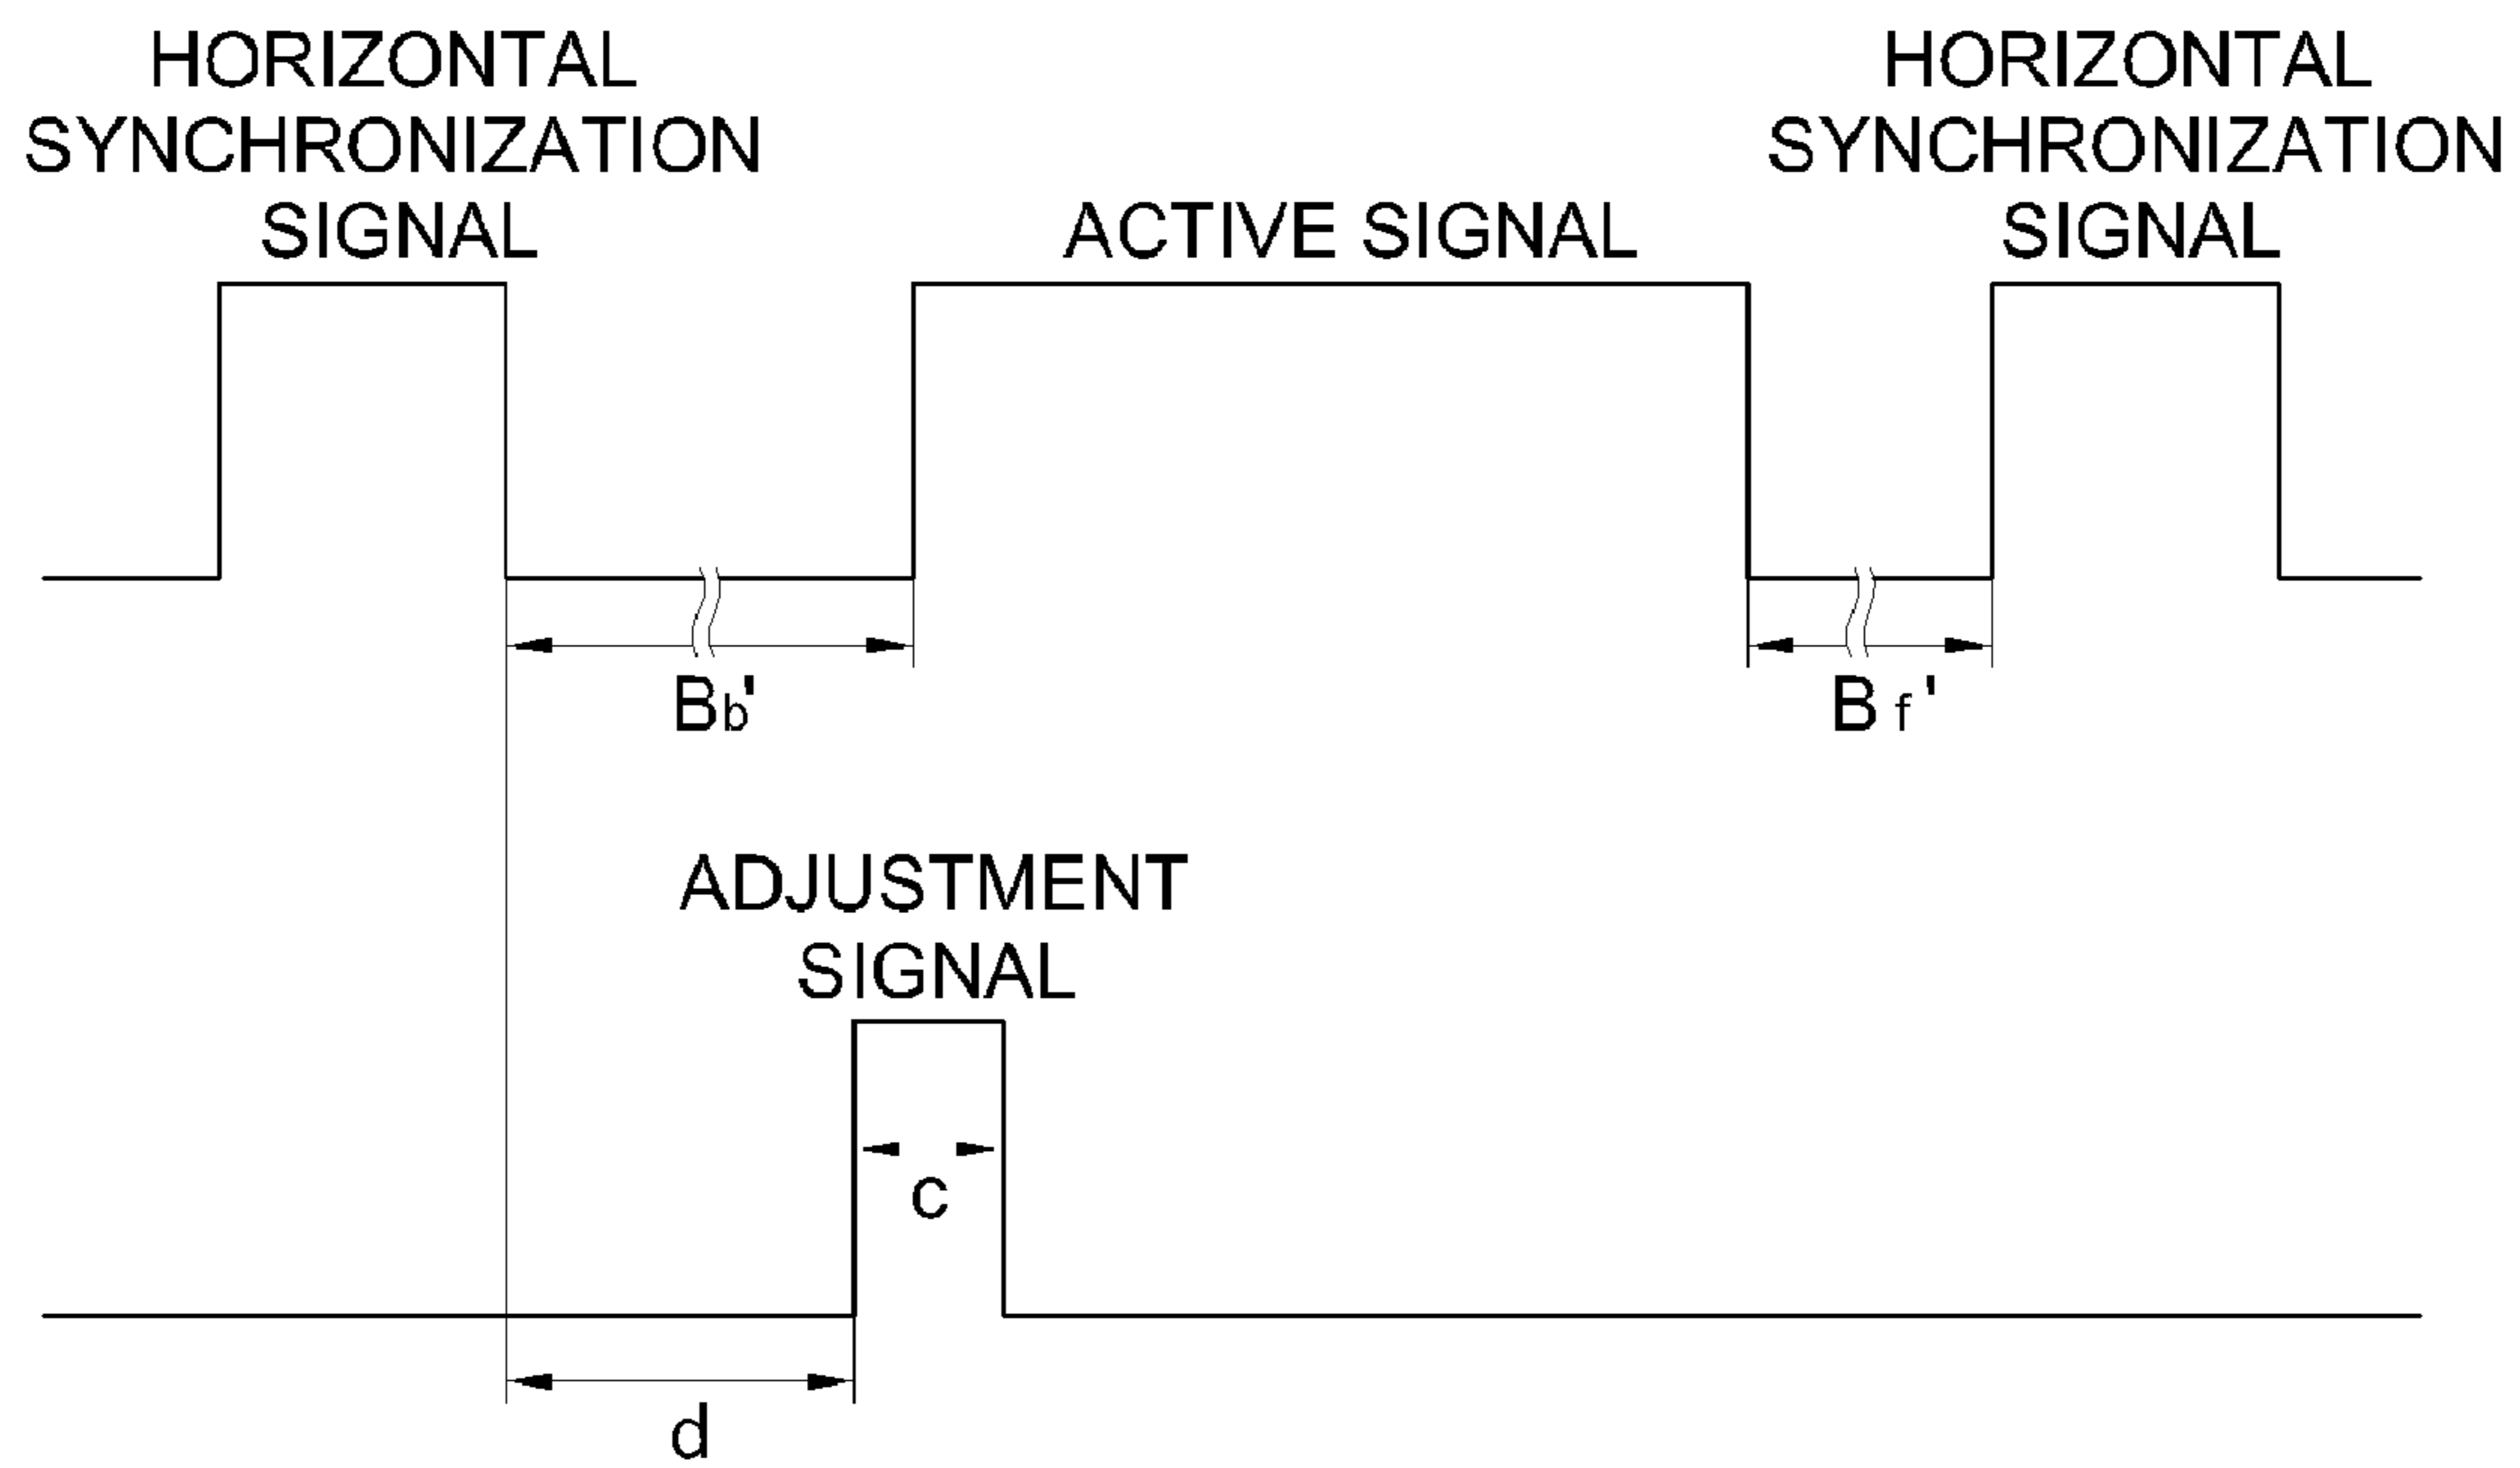 HORIZONTAL
SYNCHRONIZATION
SIGNAL
ACTIVE SIGNAL
HORIZONTAL
SYNCHRONIZATION
SIGNAL
Bb'
Bf'
ADJUSTMENT
SIGNAL
c
d